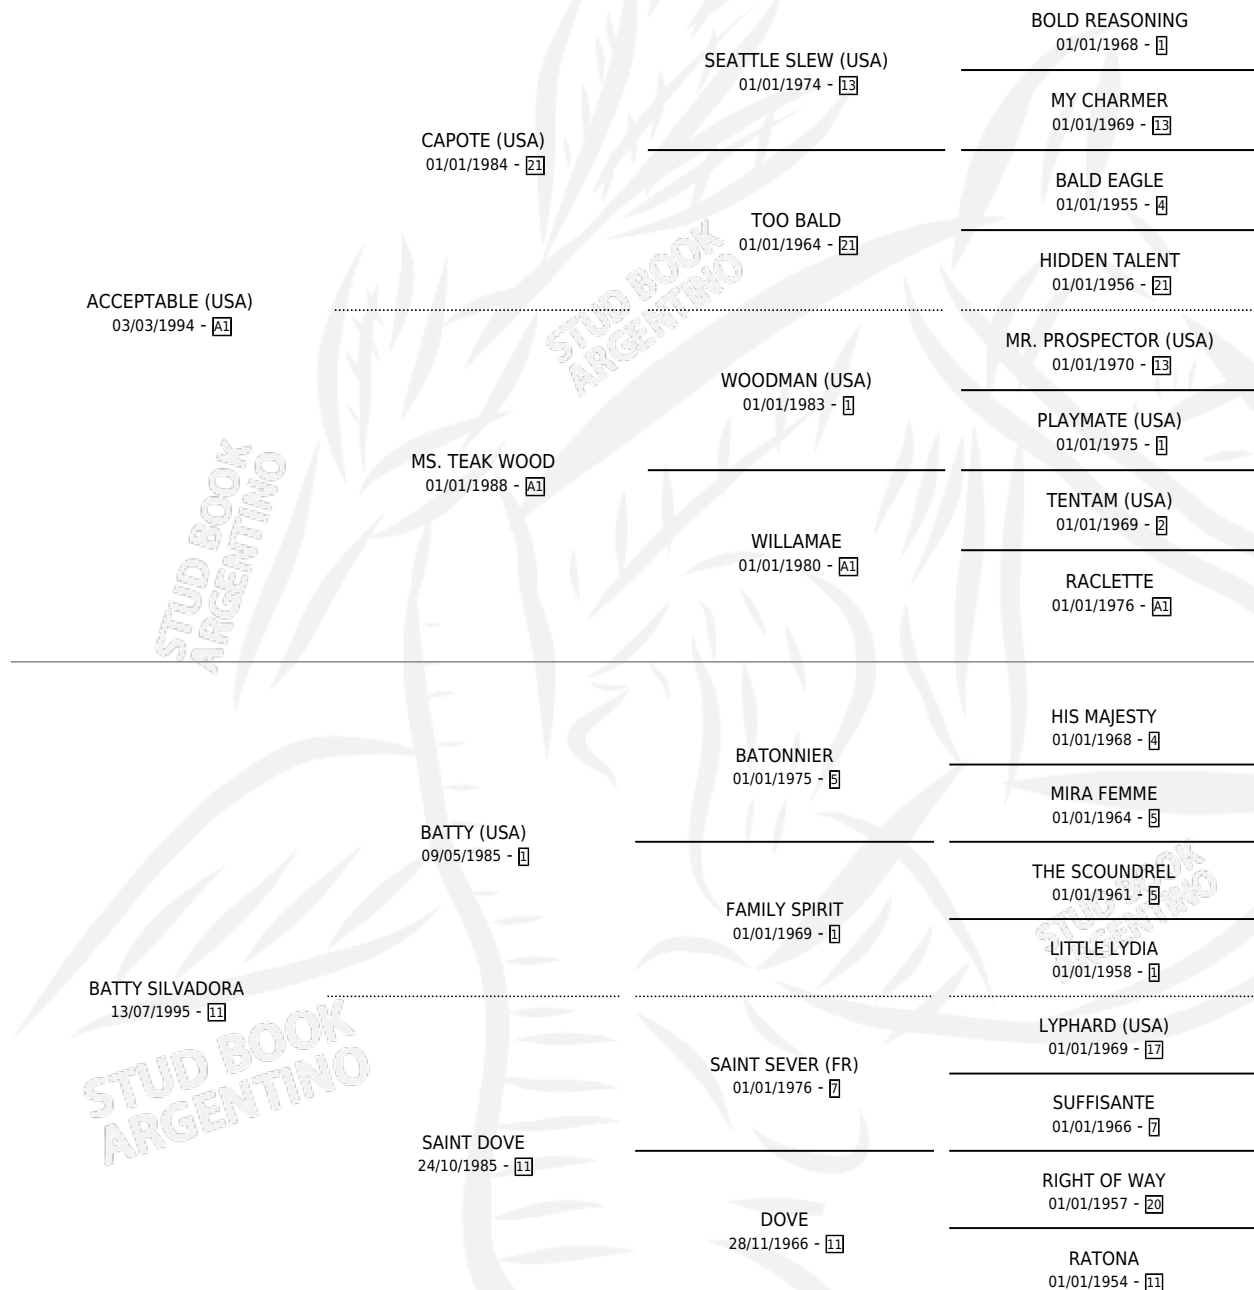 BOLD REASONING
01/01/1968 - 1
SEATTLE SLEW (USA)
01/01/1974 - 13
MY CHARMER
01/01/1969 - 13
CAPOTE (USA)
01/01/1984 - 21
BALD EAGLE
01/01/1955 - 4
TOO BALD
01/01/1964 - 21
HIDDEN TALENT
01/01/1956 - 21
ACCEPTABLE (USA)
03/03/1994 - A1
MR. PROSPECTOR (USA)
01/01/1970 - 13
WOODMAN (USA)
01/01/1983 - 1
PLAYMATE (USA)
01/01/1975 - 1
MS. TEAK WOOD
01/01/1988 - A1
TENTAM (USA)
01/01/1969 - 2
WILLAMAE
01/01/1980 - A1
RACLETTE
01/01/1976 - A1
HIS MAJESTY
01/01/1968 - 4
BATONNIER
01/01/1975 - 5
MIRA FEMME
01/01/1964 - 5
BATTY (USA)
09/05/1985 - 1
THE SCOUNDREL
01/01/1961 - 5
FAMILY SPIRIT
01/01/1969 - 1
LITTLE LYDIA
01/01/1958 - 1
BATTY SILVADORA
13/07/1995 - 11
LYPHARD (USA)
01/01/1969 - 17
SAINT SEVER (FR)
01/01/1976 - 7
SUFFISANTE
01/01/1966 - 7
SAINT DOVE
24/10/1985 - 11
RIGHT OF WAY
01/01/1957 - 20
DOVE
28/11/1966 - 11
RATONA
01/01/1954 - 11
STUD BOOK
ARGENTINO
STUD BOOK
ARGENTINO
STUD BOOK
ARGENTINO
STUD BOOK
ARGENTINO